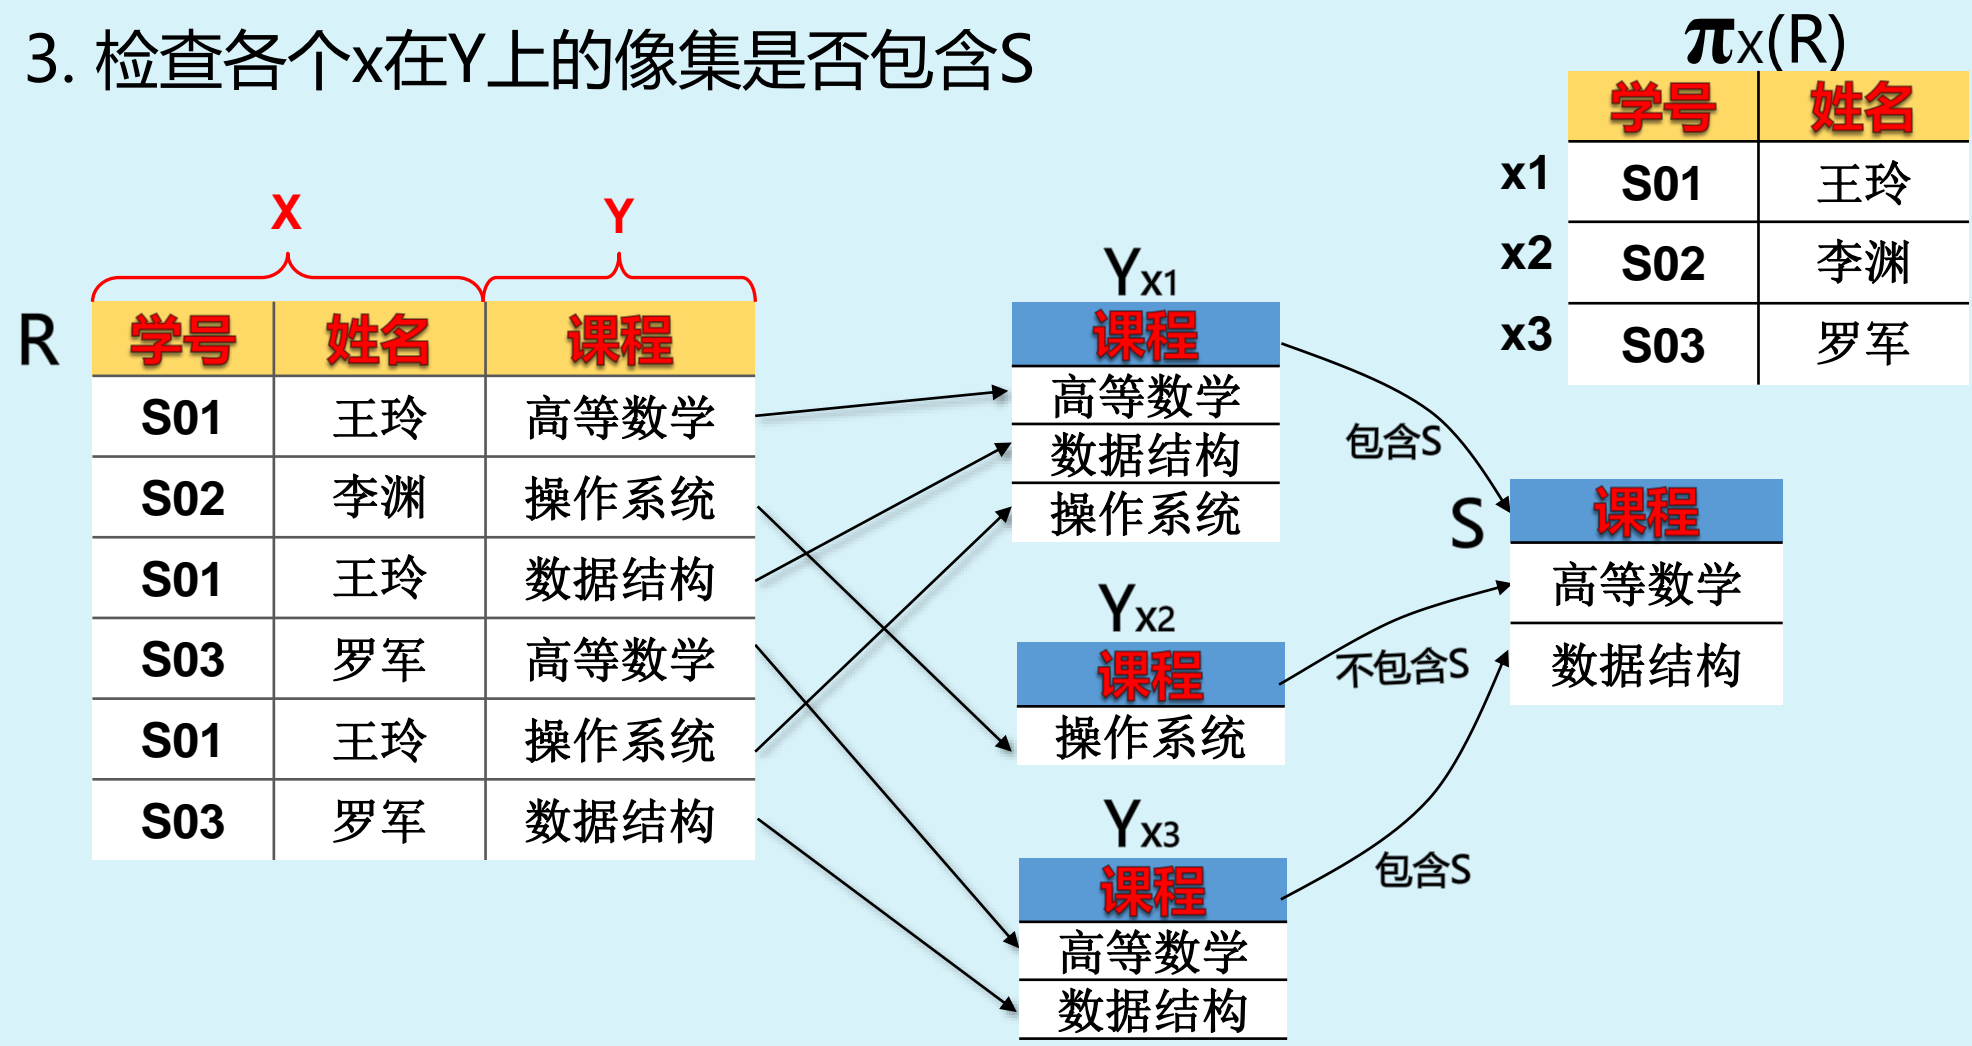 3. 检查各个x在Y上的像集是否包含S
πX(R)
学号 姓名
x1 S01 王玲
x2 S02 李渊
x3 S03 罗军
X Y
R
学号 姓名 课程
S01 王玲 高等数学
S02 李渊 操作系统
S01 王玲 数据结构
S03 罗军 高等数学
S01 王玲 操作系统
S03 罗军 数据结构
Yx1
课程
高等数学
数据结构
操作系统
包含S
Yx2
课程
操作系统
不包含S
Yx3
课程
高等数学
数据结构
包含S
S
课程
高等数学
数据结构